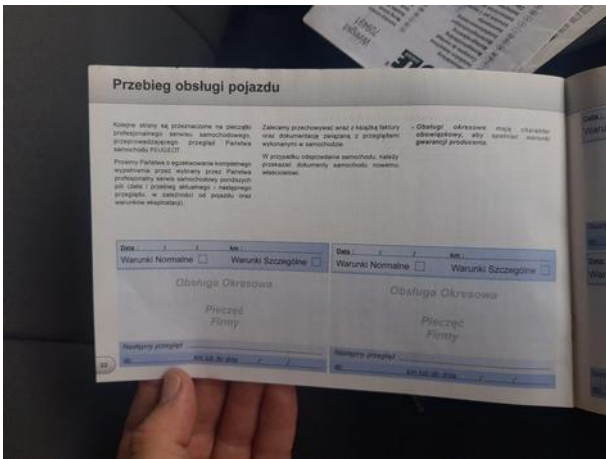 Przebieg obsługi pojazdu
Kolejne strony są przeznaczone na pieczątki
profesjonalnego serwisu samochodowego,
przeprowadzającego przegląd Państwa
samochodu PEUGEOT.
Prosimy Państwa o egzekwowanie kompletnego
wypełnienia przez wybrany przez Państwa
profesjonalny serwis samochodowy poniższych
pól (data i przebieg aktualnego i następnego
przeglądu, w zależności od pojazdu oraz
warunków eksploatacji).
Zalecamy przechowywać wraz z książką faktury
oraz dokumentację związaną z przeglądami
wykonanymi w samochodzie.
W przypadku odsprzedania samochodu, należy
przekazać dokumenty samochodu nowemu
właścicielowi.
- Obsługi okresowe mają charakter
obowiązkowy, aby spełniać warunki
gwarancji producenta.
Data : / / km :
Warunki Normalne Warunki Szczególne
Obsługa Okresowa
Pieczęć
Firmy
Następny przegląd
km lub do dnia / /
Data : / / km :
Warunki Normalne Warunki Szczególne
Obsługa Okresowa
Pieczęć
Firmy
Następny przegląd
km lub do dnia / /